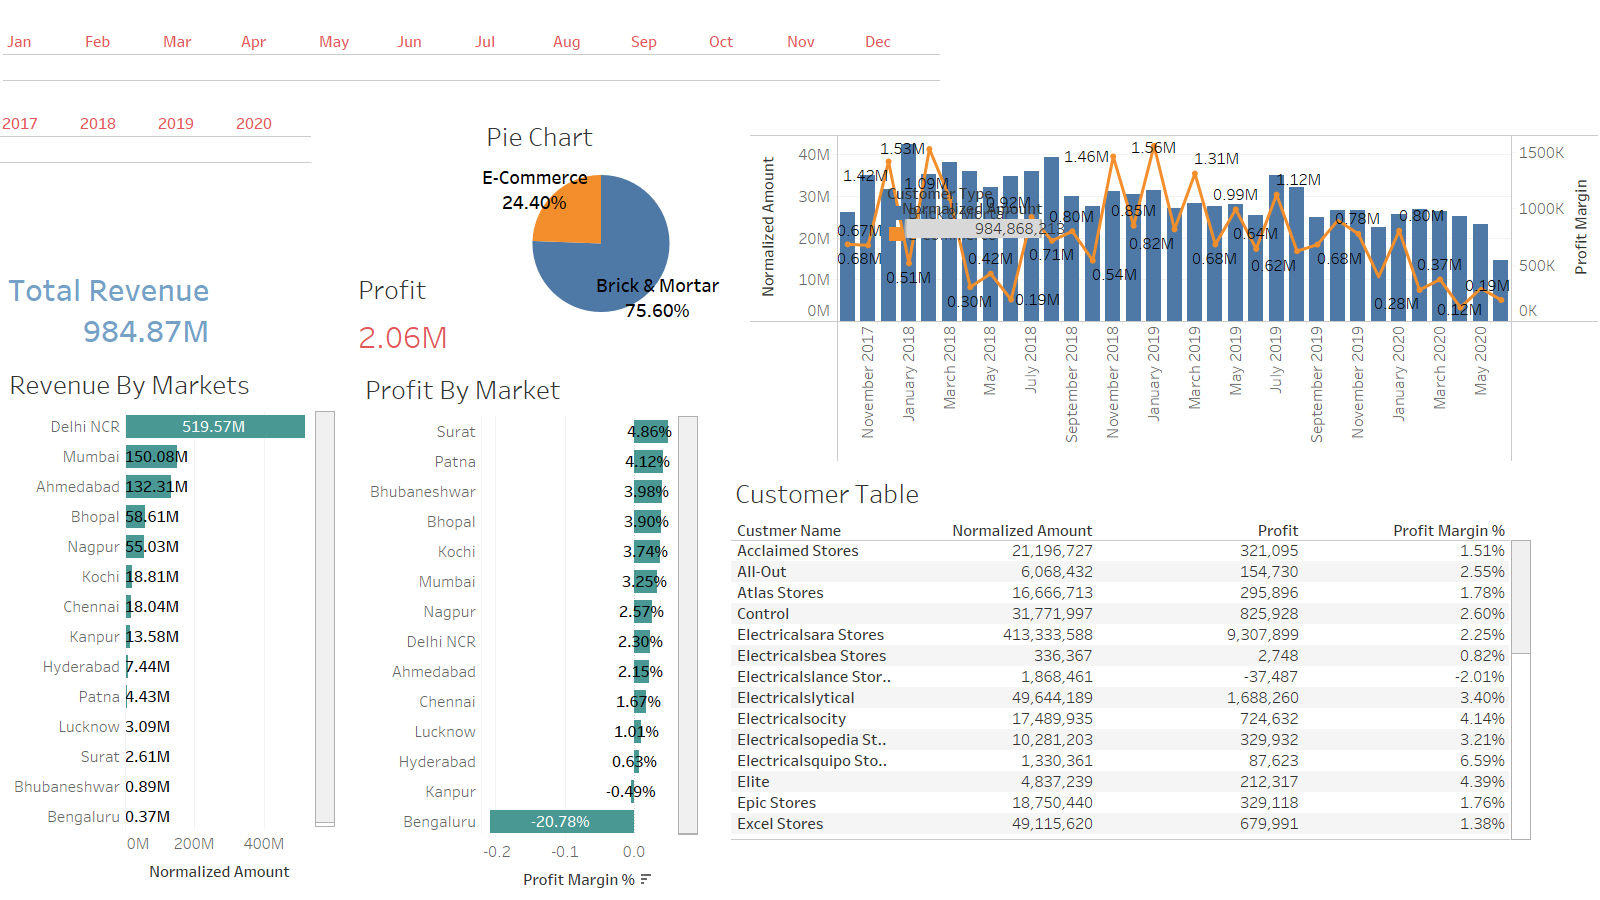 Jan Feb Mar Apr May Jun Jul Aug Sep Oct Nov Dec
2017 2018 2019 2020
Pie Chart
E-Commerce
24.40%
Brick & Mortar
75.60%
Total Revenue
984.87M
Profit
2.06M
Revenue By Markets
Delhi NCR 519.57M
Mumbai 150.08M
Ahmedabad 132.31M
Bhopal 58.61M
Nagpur 55.03M
Kochi 18.81M
Chennai 18.04M
Kanpur 13.58M
Hyderabad 7.44M
Patna 4.43M
Lucknow 3.09M
Surat 2.61M
Bhubaneshwar 0.89M
Bengaluru 0.37M
0M 200M 400M
Normalized Amount
Profit By Market
Surat 4.86%
Patna 4.12%
Bhubaneshwar 3.98%
Bhopal 3.90%
Kochi 3.74%
Mumbai 3.25%
Nagpur 2.57%
Delhi NCR 2.30%
Ahmedabad 2.15%
Chennai 1.67%
Lucknow 1.01%
Hyderabad 0.63%
Kanpur -0.49%
Bengaluru -20.78%
-0.2 -0.1 0.0
Profit Margin %
Normalized Amount
40M
30M
20M
10M
0M
1.53M 1.56M
1.46M 1.31M
1.42M 1.09M 1.12M
Customer Type
0.92M 0.99M
Normalized Amount
0.80M 0.85M 0.78M 0.80M
984,868,213
0.67M 0.64M
0.82M
0.68M 0.42M 0.71M 0.68M 0.62M 0.68M 0.37M
0.51M 0.54M
0.30M 0.19M 0.28M 0.12M 0.19M
1500K
1000K
500K
0K
Profit Margin
November 2017
January 2018
March 2018
May 2018
July 2018
September 2018
November 2018
January 2019
March 2019
May 2019
July 2019
September 2019
November 2019
January 2020
March 2020
May 2020
Customer Table
Custmer Name Normalized Amount Profit Profit Margin %
Acclaimed Stores 21,196,727 321,095 1.51%
All-Out 6,068,432 154,730 2.55%
Atlas Stores 16,666,713 295,896 1.78%
Control 31,771,997 825,928 2.60%
Electricalsara Stores 413,333,588 9,307,899 2.25%
Electricalsbea Stores 336,367 2,748 0.82%
Electricalslance Stor.. 1,868,461 -37,487 -2.01%
Electricalslytical 49,644,189 1,688,260 3.40%
Electricalsocity 17,489,935 724,632 4.14%
Electricalsopedia St.. 10,281,203 329,932 3.21%
Electricalsquipo Sto.. 1,330,361 87,623 6.59%
Elite 4,837,239 212,317 4.39%
Epic Stores 18,750,440 329,118 1.76%
Excel Stores 49,115,620 679,991 1.38%